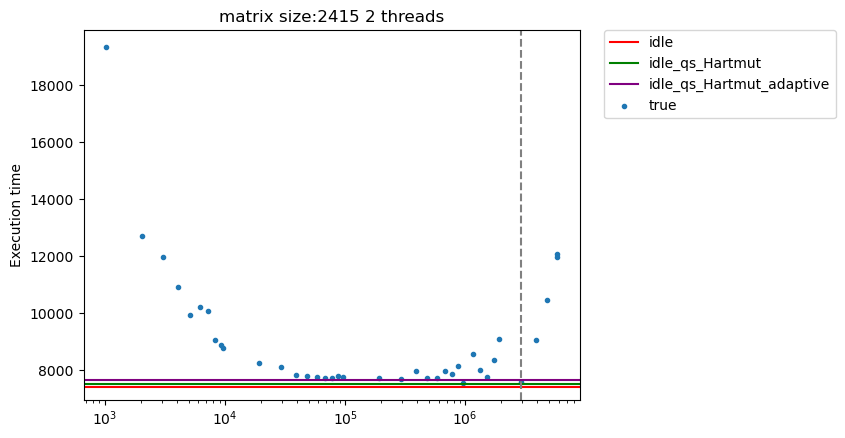 matrix size:2415 2 threads
Execution time
18000
16000
14000
12000
10000
8000
10³
10⁴
10⁵
10⁶
idle
idle_qs_Hartmut
idle_qs_Hartmut_adaptive
true